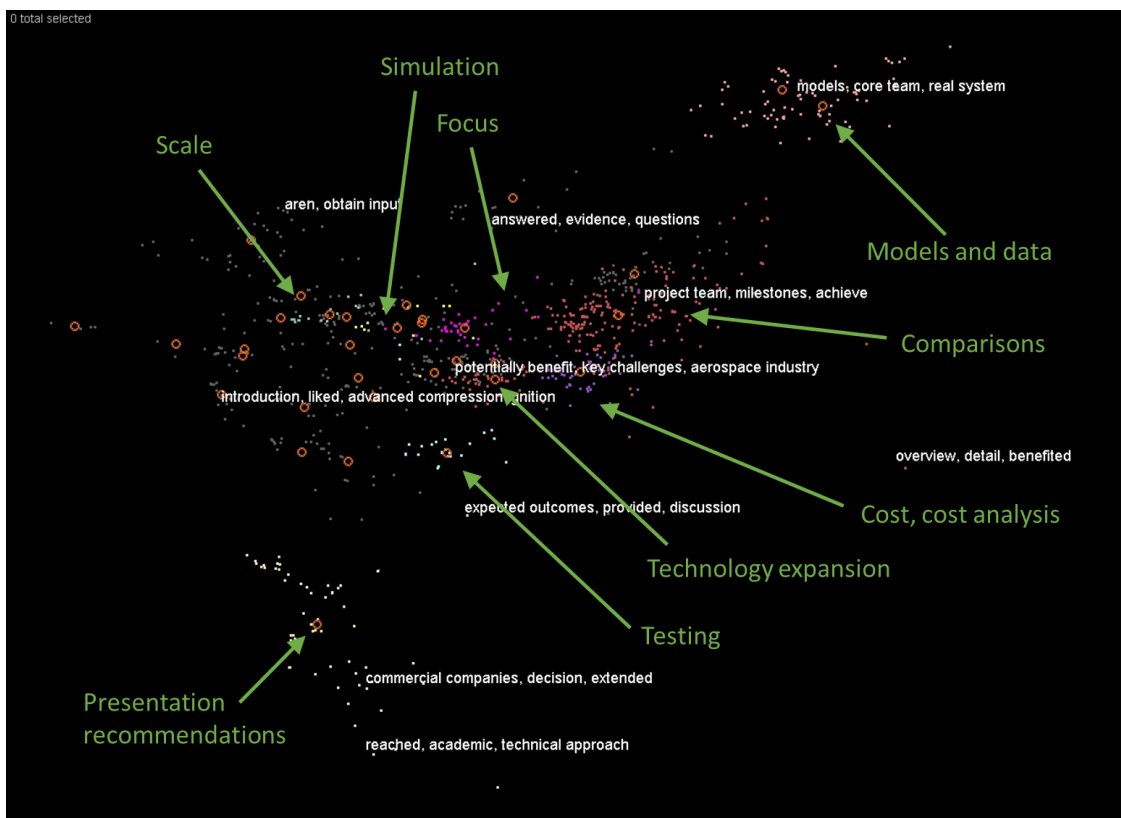 0 total selected
Simulation
models, core team, real system
Focus
Scale
aren, obtain input
answered, evidence, questions
Models and data
project team, milestones, achieve
Comparisons
potentially benefit, key challenges, aerospace industry
introduction, liked, advanced compression ignition
overview, detail, benefited
expected outcomes, provided, discussion
Cost, cost analysis
Technology expansion
Testing
commercial companies, decision, extended
Presentation
recommendations
reached, academic, technical approach